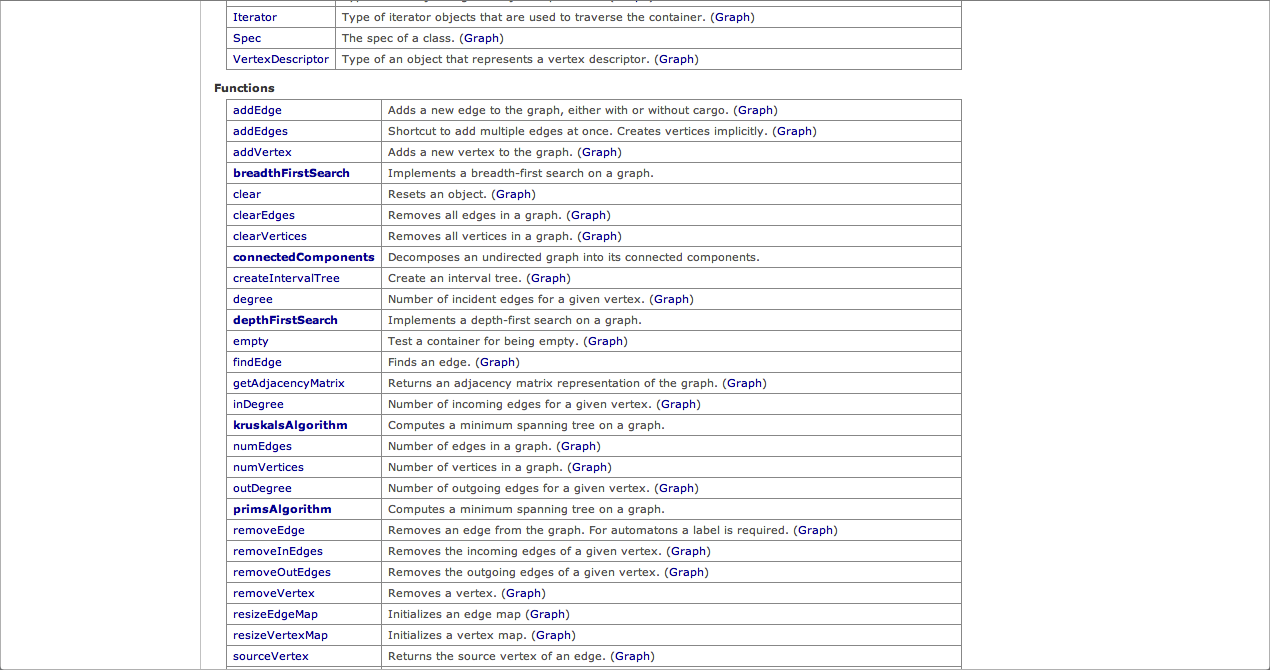 Iterator Type of iterator objects that are used to traverse the container. (Graph)
Spec The spec of a class. (Graph)
VertexDescriptor Type of an object that represents a vertex descriptor. (Graph)
Functions
addEdge Adds a new edge to the graph, either with or without cargo. (Graph)
addEdges Shortcut to add multiple edges at once. Creates vertices implicitly. (Graph)
addVertex Adds a new vertex to the graph. (Graph)
breadthFirstSearch Implements a breadth-first search on a graph.
clear Resets an object. (Graph)
clearEdges Removes all edges in a graph. (Graph)
clearVertices Removes all vertices in a graph. (Graph)
connectedComponents Decomposes an undirected graph into its connected components.
createIntervalTree Create an interval tree. (Graph)
degree Number of incident edges for a given vertex. (Graph)
depthFirstSearch Implements a depth-first search on a graph.
empty Test a container for being empty. (Graph)
findEdge Finds an edge. (Graph)
getAdjacencyMatrix Returns an adjacency matrix representation of the graph. (Graph)
inDegree Number of incoming edges for a given vertex. (Graph)
kruskalsAlgorithm Computes a minimum spanning tree on a graph.
numEdges Number of edges in a graph. (Graph)
numVertices Number of vertices in a graph. (Graph)
outDegree Number of outgoing edges for a given vertex. (Graph)
primsAlgorithm Computes a minimum spanning tree on a graph.
removeEdge Removes an edge from the graph. For automatons a label is required. (Graph)
removeInEdges Removes the incoming edges of a given vertex. (Graph)
removeOutEdges Removes the outgoing edges of a given vertex. (Graph)
removeVertex Removes a vertex. (Graph)
resizeEdgeMap Initializes an edge map (Graph)
resizeVertexMap Initializes a vertex map. (Graph)
sourceVertex Returns the source vertex of an edge. (Graph)